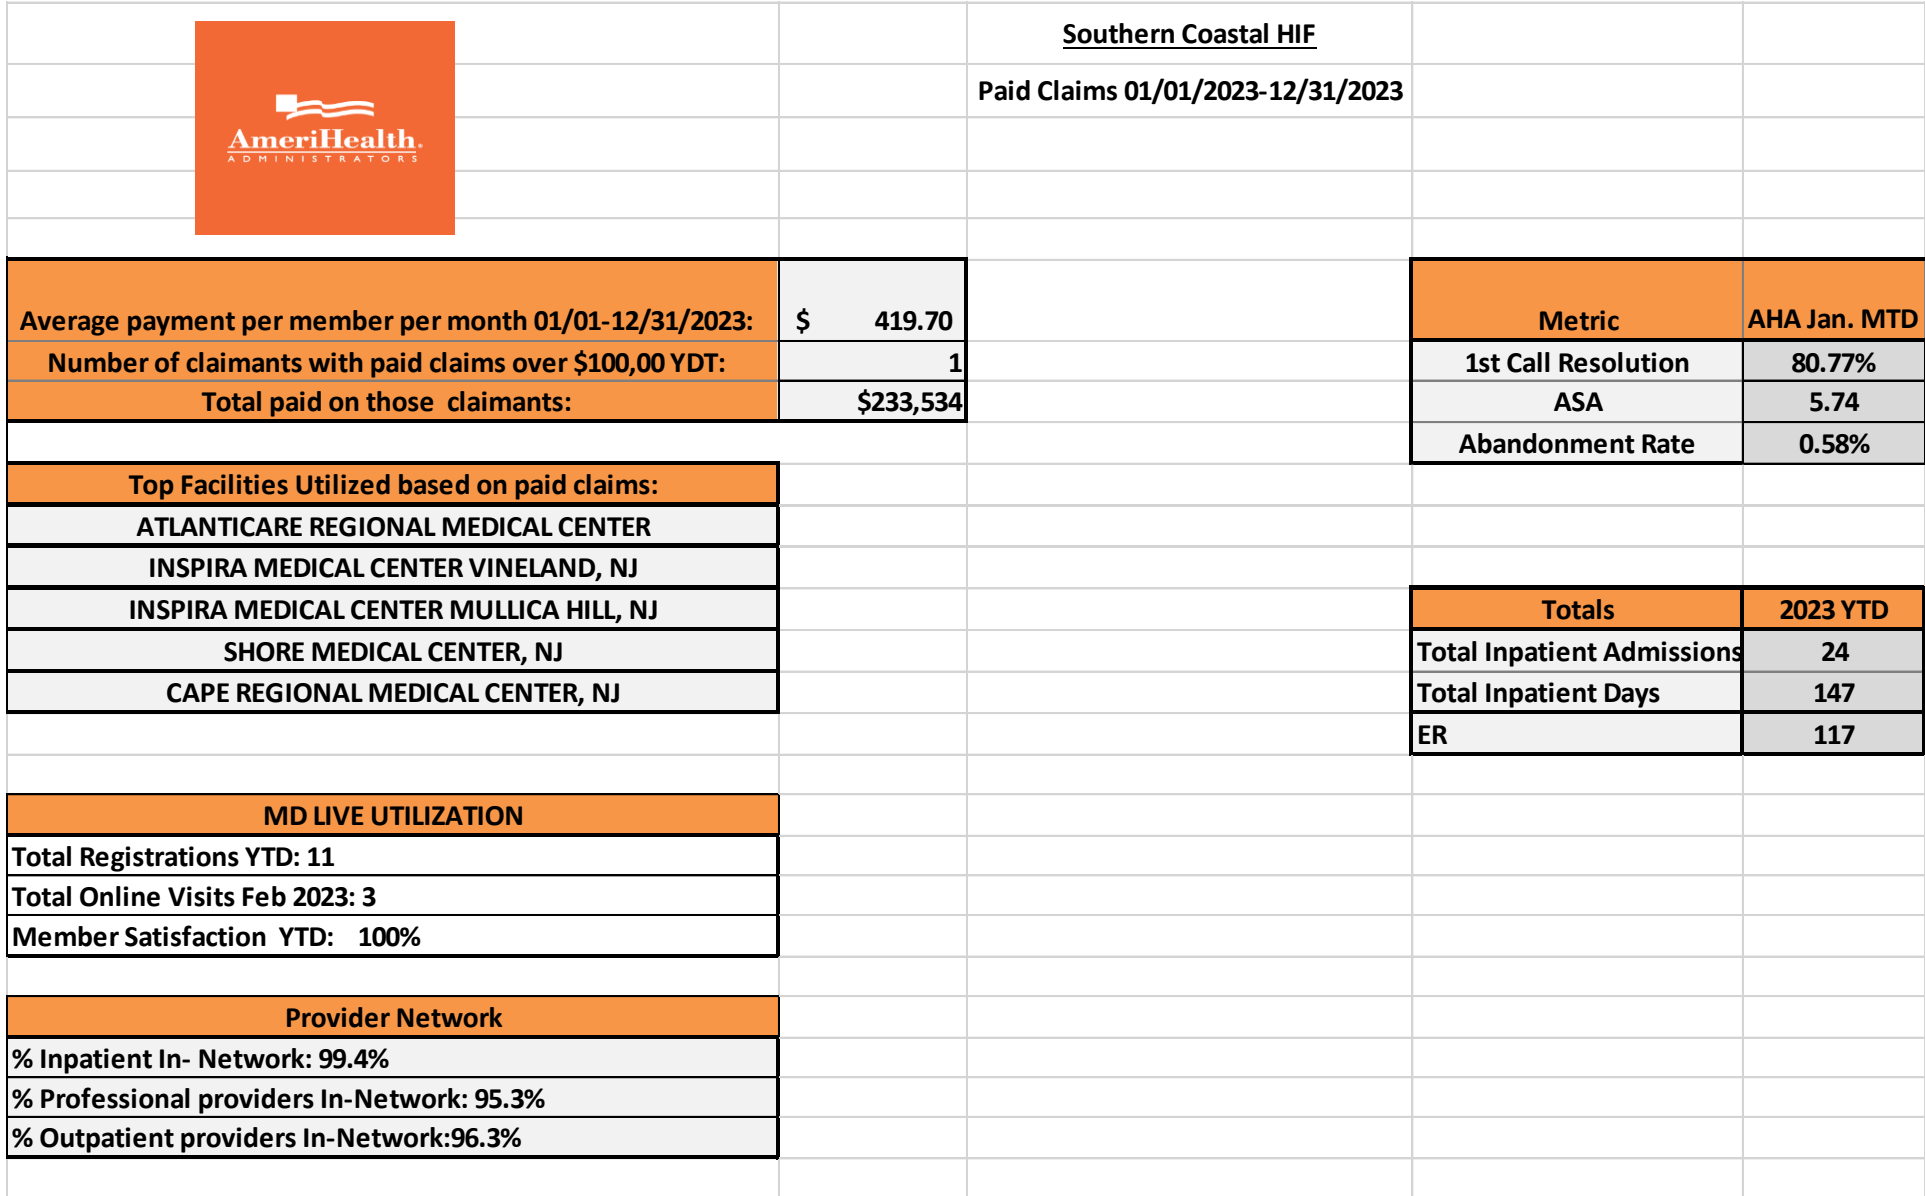 Southern Coastal HIF
Paid Claims 01/01/2023-12/31/2023
AmeriHealth.
ADMINISTRATORS
Average payment per member per month 01/01-12/31/2023: $ 419.70
Number of claimants with paid claims over $100,00 YDT: 1
Total paid on those claimants: $233,534
Metric AHA Jan. MTD
1st Call Resolution 80.77%
ASA 5.74
Abandonment Rate 0.58%
Top Facilities Utilized based on paid claims:
ATLANTICARE REGIONAL MEDICAL CENTER
INSPIRA MEDICAL CENTER VINELAND, NJ
INSPIRA MEDICAL CENTER MULLICA HILL, NJ
SHORE MEDICAL CENTER, NJ
CAPE REGIONAL MEDICAL CENTER, NJ
Totals 2023 YTD
Total Inpatient Admissions 24
Total Inpatient Days 147
ER 117
MD LIVE UTILIZATION
Total Registrations YTD: 11
Total Online Visits Feb 2023: 3
Member Satisfaction YTD: 100%
Provider Network
% Inpatient In- Network: 99.4%
% Professional providers In-Network: 95.3%
% Outpatient providers In-Network:96.3%